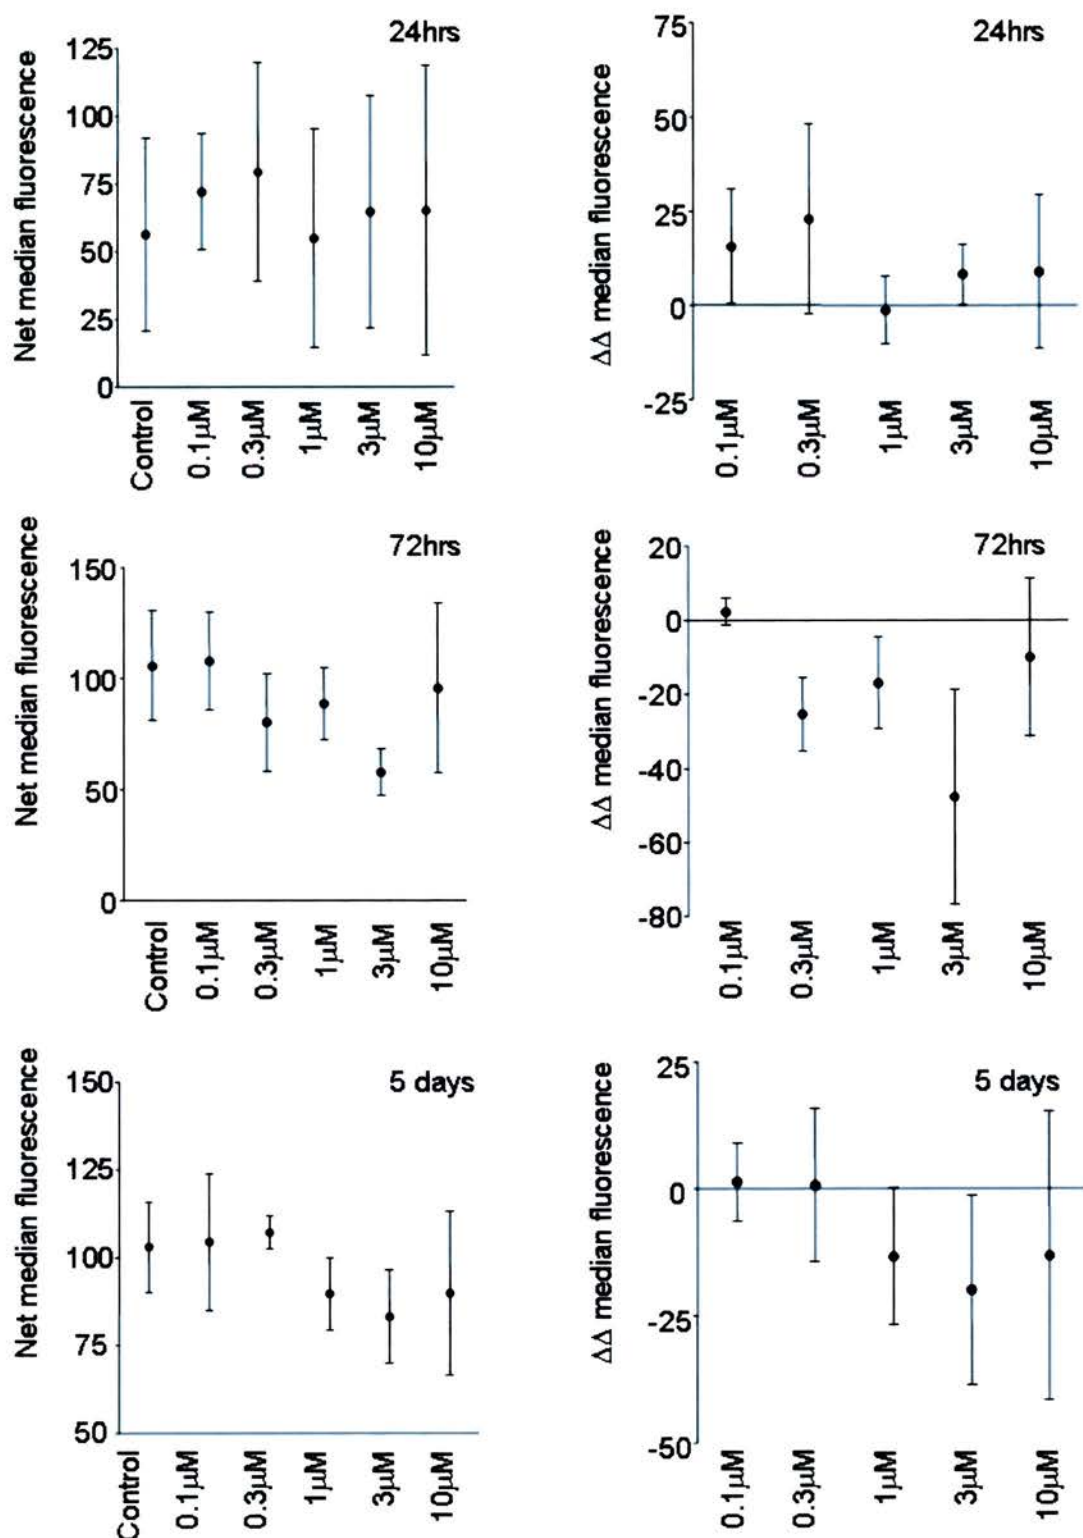 24hrs
Net median fluorescence
125
100
75
50
25
0
Control
0.1µM
0.3µM
1µM
3µM
10µM
24hrs
ΔΔ median fluorescence
75
50
25
0
-25
0.1µM
0.3µM
1µM
3µM
10µM
72hrs
Net median fluorescence
150
100
50
0
Control
0.1µM
0.3µM
1µM
3µM
10µM
72hrs
ΔΔ median fluorescence
20
0
-20
-40
-60
-80
0.1µM
0.3µM
1µM
3µM
10µM
5 days
Net median fluorescence
150
125
100
75
50
Control
0.1µM
0.3µM
1µM
3µM
10µM
5 days
ΔΔ median fluorescence
25
0
-25
-50
0.1µM
0.3µM
1µM
3µM
10µM